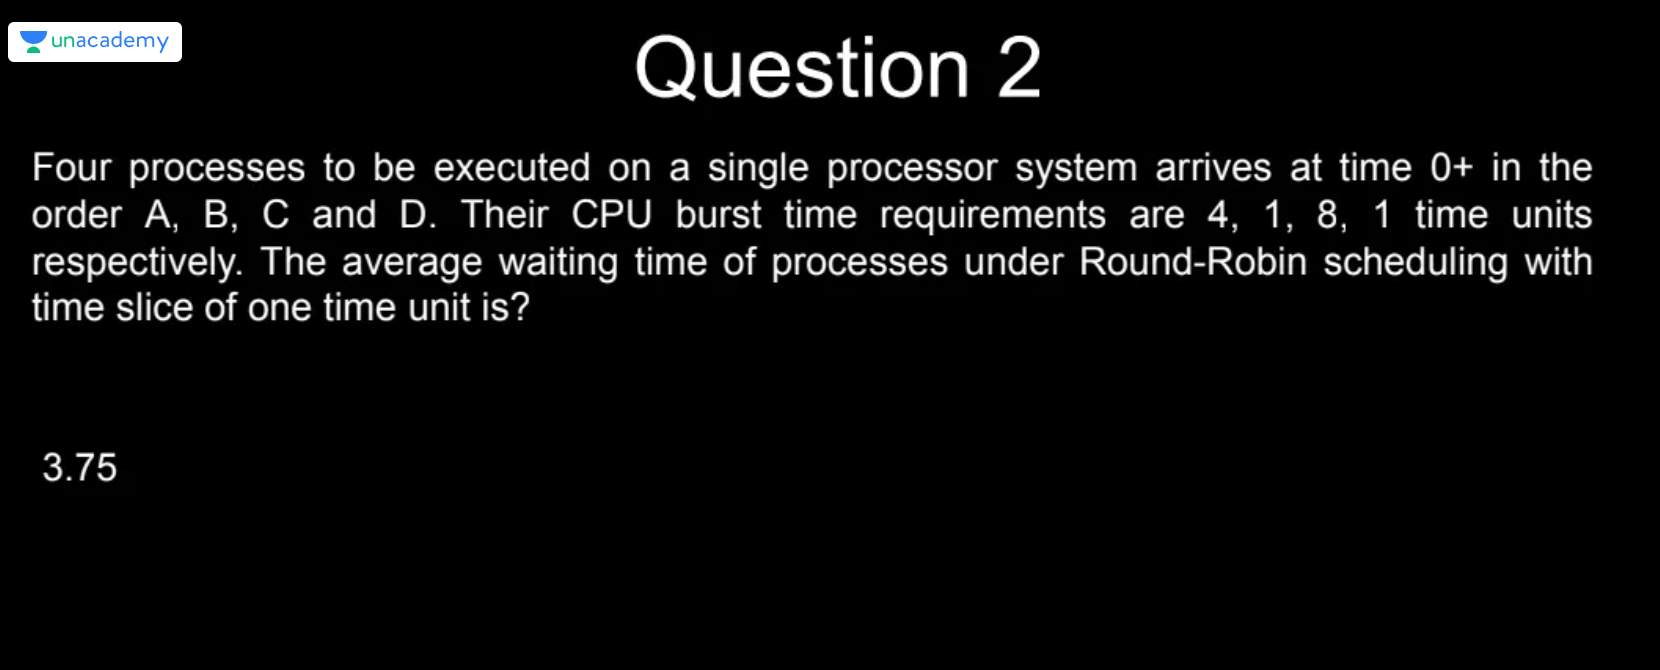 unacademy
Question 2
Four processes to be executed on a single processor system arrives at time 0+ in the
order A, B, C and D. Their CPU burst time requirements are 4, 1, 8, 1 time units
respectively. The average waiting time of processes under Round-Robin scheduling with
time slice of one time unit is?
3.75